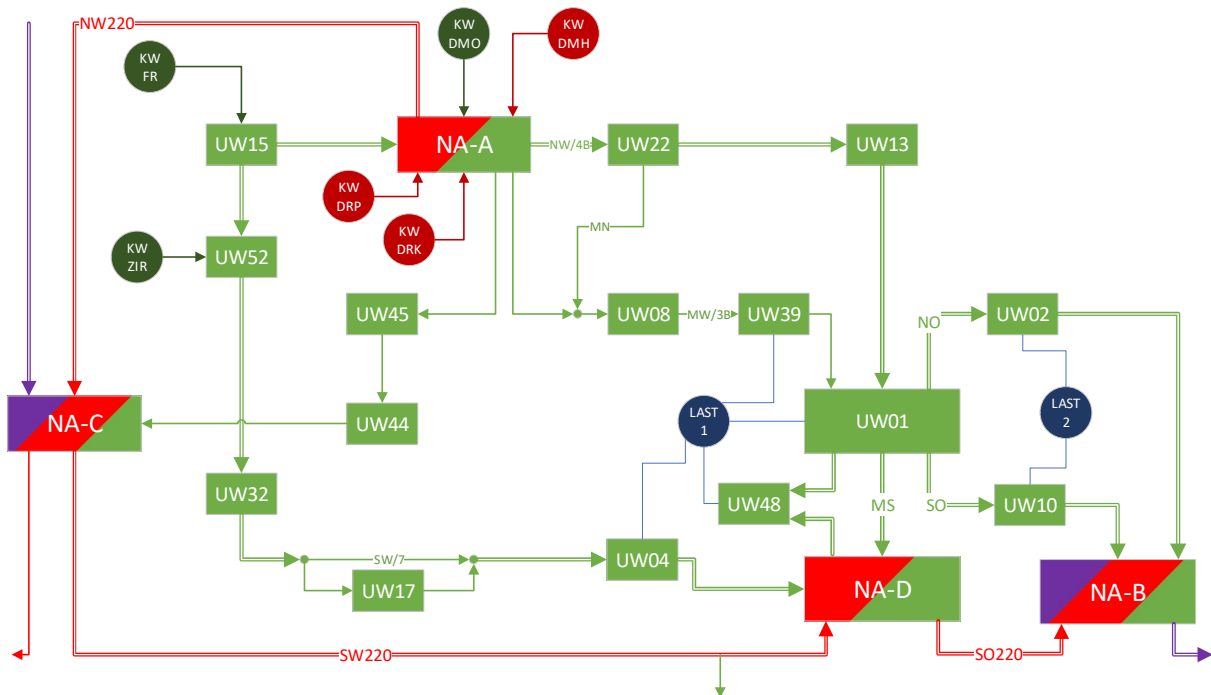 NW220
KW
DMO
KW
DMH
KW
FR
UW15
NA-A
NW/4B
UW22
UW13
KW
DRP
KW
DRK
MN
KW
ZIR
UW52
UW45
UW08
MW/3B
UW39
NO
UW02
NA-C
UW44
LAST
1
UW01
LAST
2
UW32
UW48
MS
SO
UW10
SW/7
UW04
UW17
NA-D
NA-B
SW220
SO220